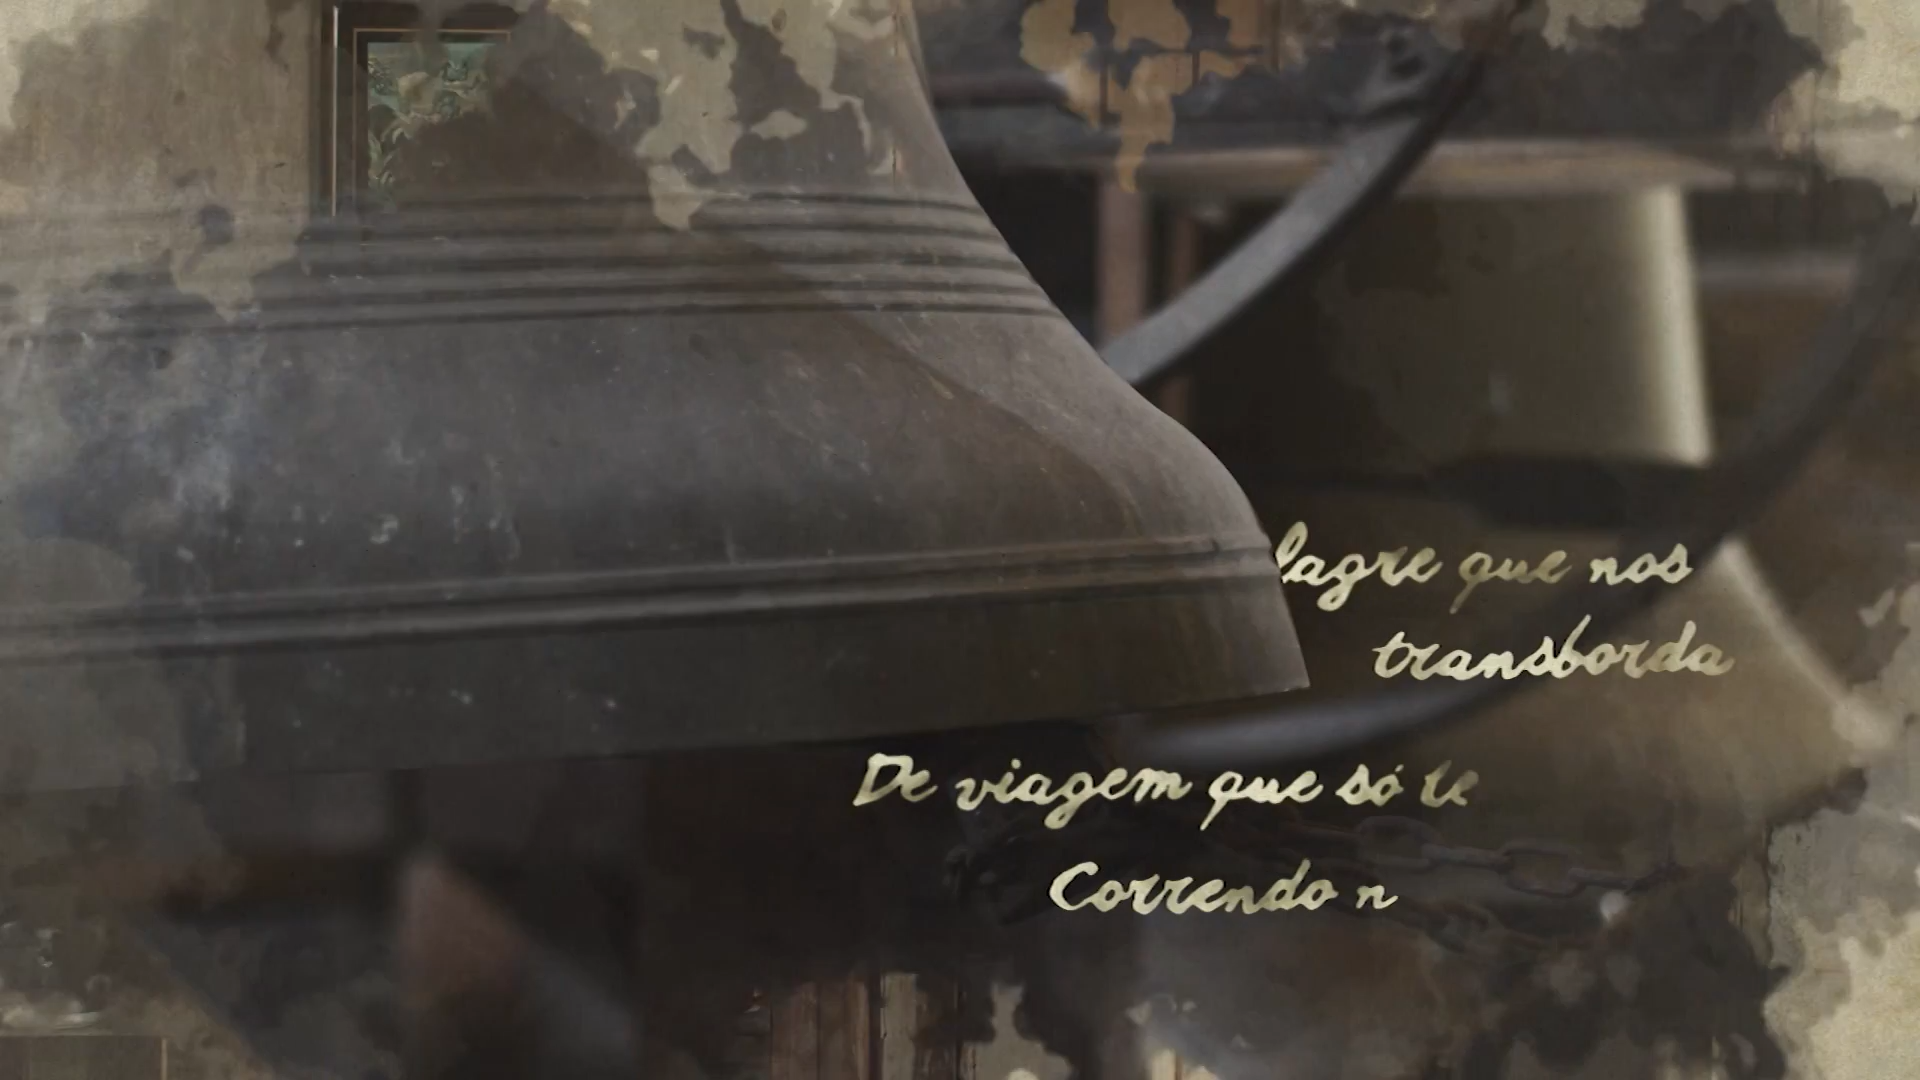 lagre que nos
transborda
De viagem que só te
Correndo n